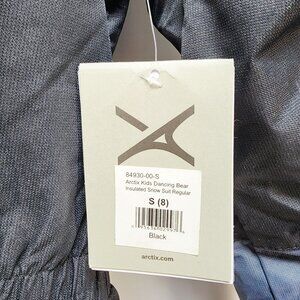 84930-00-S
Arctix Kids Dancing Bear
Insulated Snow Suit Regular
S (8)
Black
arctix.com